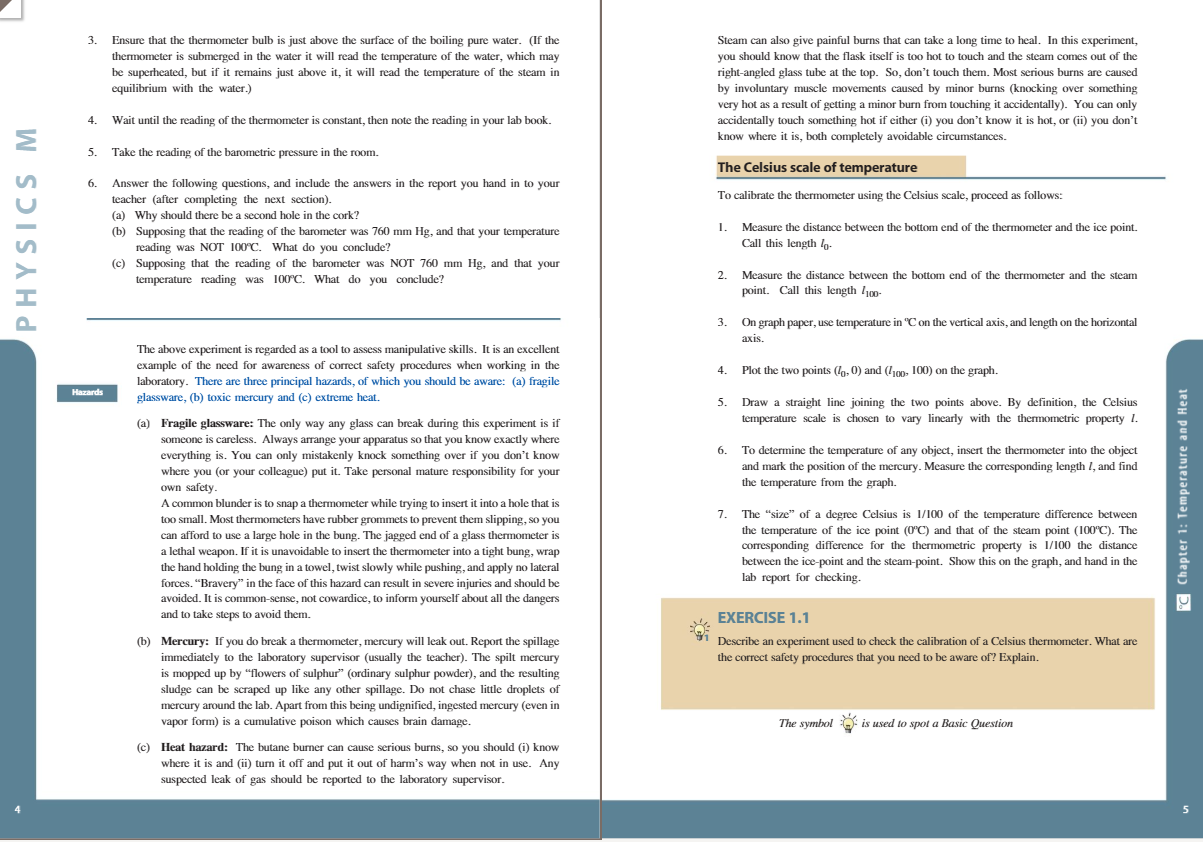 3. Ensure that the thermometer bulb is just above the surface of the boiling pure water. (If the
thermometer is submerged in the water it will read the temperature of the water, which may
be superheated, but if it remains just above it, it will read the temperature of the steam in
equilibrium with the water.)
4. Wait until the reading of the thermometer is constant, then note the reading in your lab book.
5. Take the reading of the barometric pressure in the room.
6. Answer the following questions, and include the answers in the report you hand in to your
teacher (after completing the next section).
(a) Why should there be a second hole in the cork?
(b) Supposing that the reading of the barometer was 760 mm Hg, and that your temperature
reading was NOT 100ºC. What do you conclude?
(c) Supposing that the reading of the barometer was NOT 760 mm Hg, and that your
temperature reading was 100ºC. What do you conclude?
PHYSICS M
The above experiment is regarded as a tool to assess manipulative skills. It is an excellent
example of the need for awareness of correct safety procedures when working in the
laboratory. There are three principal hazards, of which you should be aware: (a) fragile
glassware, (b) toxic mercury and (c) extreme heat.
Hazards
(a) Fragile glassware: The only way any glass can break during this experiment is if
someone is careless. Always arrange your apparatus so that you know exactly where
everything is. You can only mistakenly knock something over if you don’t know
where you (or your colleague) put it. Take personal mature responsibility for your
own safety.
A common blunder is to snap a thermometer while trying to insert it into a hole that is
too small. Most thermometers have rubber grommets to prevent them slipping, so you
can afford to use a large hole in the bung. The jagged end of a glass thermometer is
a lethal weapon. If it is unavoidable to insert the thermometer into a tight bung, wrap
the hand holding the bung in a towel, twist slowly while pushing, and apply no lateral
forces. “Bravery” in the face of this hazard can result in severe injuries and should be
avoided. It is common-sense, not cowardice, to inform yourself about all the dangers
and to take steps to avoid them.
(b) Mercury: If you do break a thermometer, mercury will leak out. Report the spillage
immediately to the laboratory supervisor (usually the teacher). The spilt mercury
is mopped up by “flowers of sulphur” (ordinary sulphur powder), and the resulting
sludge can be scraped up like any other spillage. Do not chase little droplets of
mercury around the lab. Apart from this being undignified, ingested mercury (even in
vapor form) is a cumulative poison which causes brain damage.
(c) Heat hazard: The butane burner can cause serious burns, so you should (i) know
where it is and (ii) turn it off and put it out of harm’s way when not in use. Any
suspected leak of gas should be reported to the laboratory supervisor.
4
Steam can also give painful burns that can take a long time to heal. In this experiment,
you should know that the flask itself is too hot to touch and the steam comes out of the
right-angled glass tube at the top. So, don’t touch them. Most serious burns are caused
by involuntary muscle movements caused by minor burns (knocking over something
very hot as a result of getting a minor burn from touching it accidentally). You can only
accidentally touch something hot if either (i) you don’t know it is hot, or (ii) you don’t
know where it is, both completely avoidable circumstances.
The Celsius scale of temperature
To calibrate the thermometer using the Celsius scale, proceed as follows:
1. Measure the distance between the bottom end of the thermometer and the ice point.
Call this length l0.
2. Measure the distance between the bottom end of the thermometer and the steam
point. Call this length l100.
3. On graph paper, use temperature in ºC on the vertical axis, and length on the horizontal
axis.
4. Plot the two points (l0, 0) and (l100, 100) on the graph.
5. Draw a straight line joining the two points above. By definition, the Celsius
temperature scale is chosen to vary linearly with the thermometric property l.
6. To determine the temperature of any object, insert the thermometer into the object
and mark the position of the mercury. Measure the corresponding length l, and find
the temperature from the graph.
7. The “size” of a degree Celsius is 1/100 of the temperature difference between
the temperature of the ice point (0ºC) and that of the steam point (100ºC). The
corresponding difference for the thermometric property is 1/100 the distance
between the ice-point and the steam-point. Show this on the graph, and hand in the
lab report for checking.
EXERCISE 1.1
Describe an experiment used to check the calibration of a Celsius thermometer. What are
the correct safety procedures that you need to be aware of? Explain.
The symbol is used to spot a Basic Question
ºC Chapter 1: Temperature and Heat
5